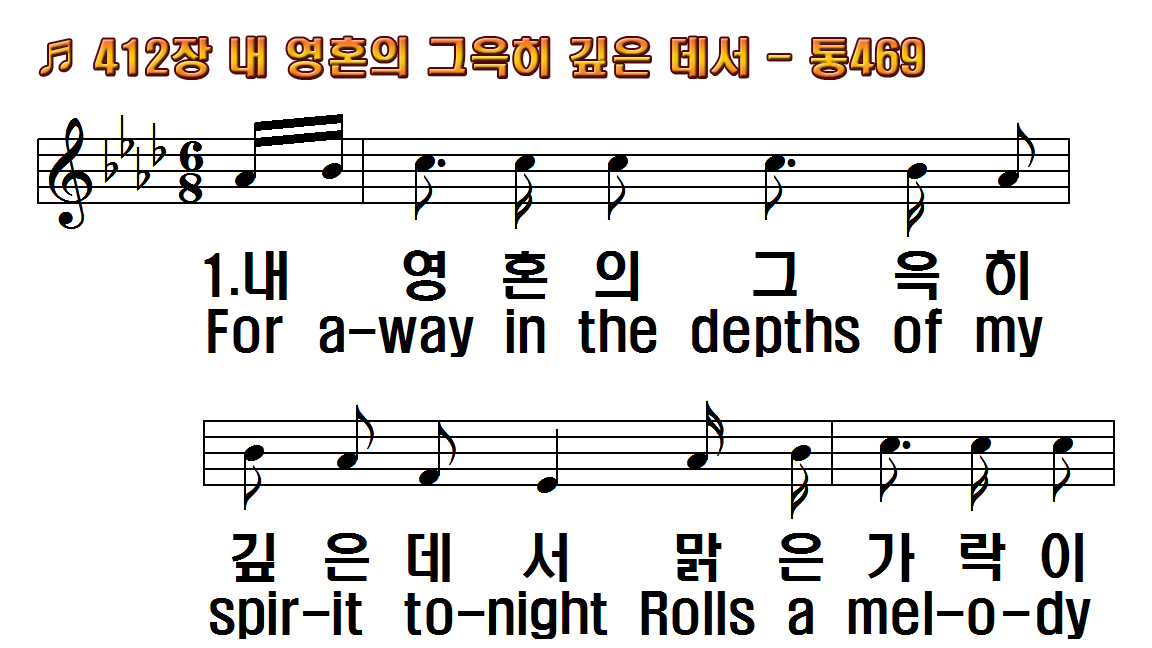 ♬ 412장 내 영혼의 그윽히 깊은 데서 - 통469
6
8
1.내 영 혼 의 그 윽 히
For a-way in the depths of my
깊 은 데 서 맑 은 가 락 이
spir-it to-night Rolls a mel-o-dy